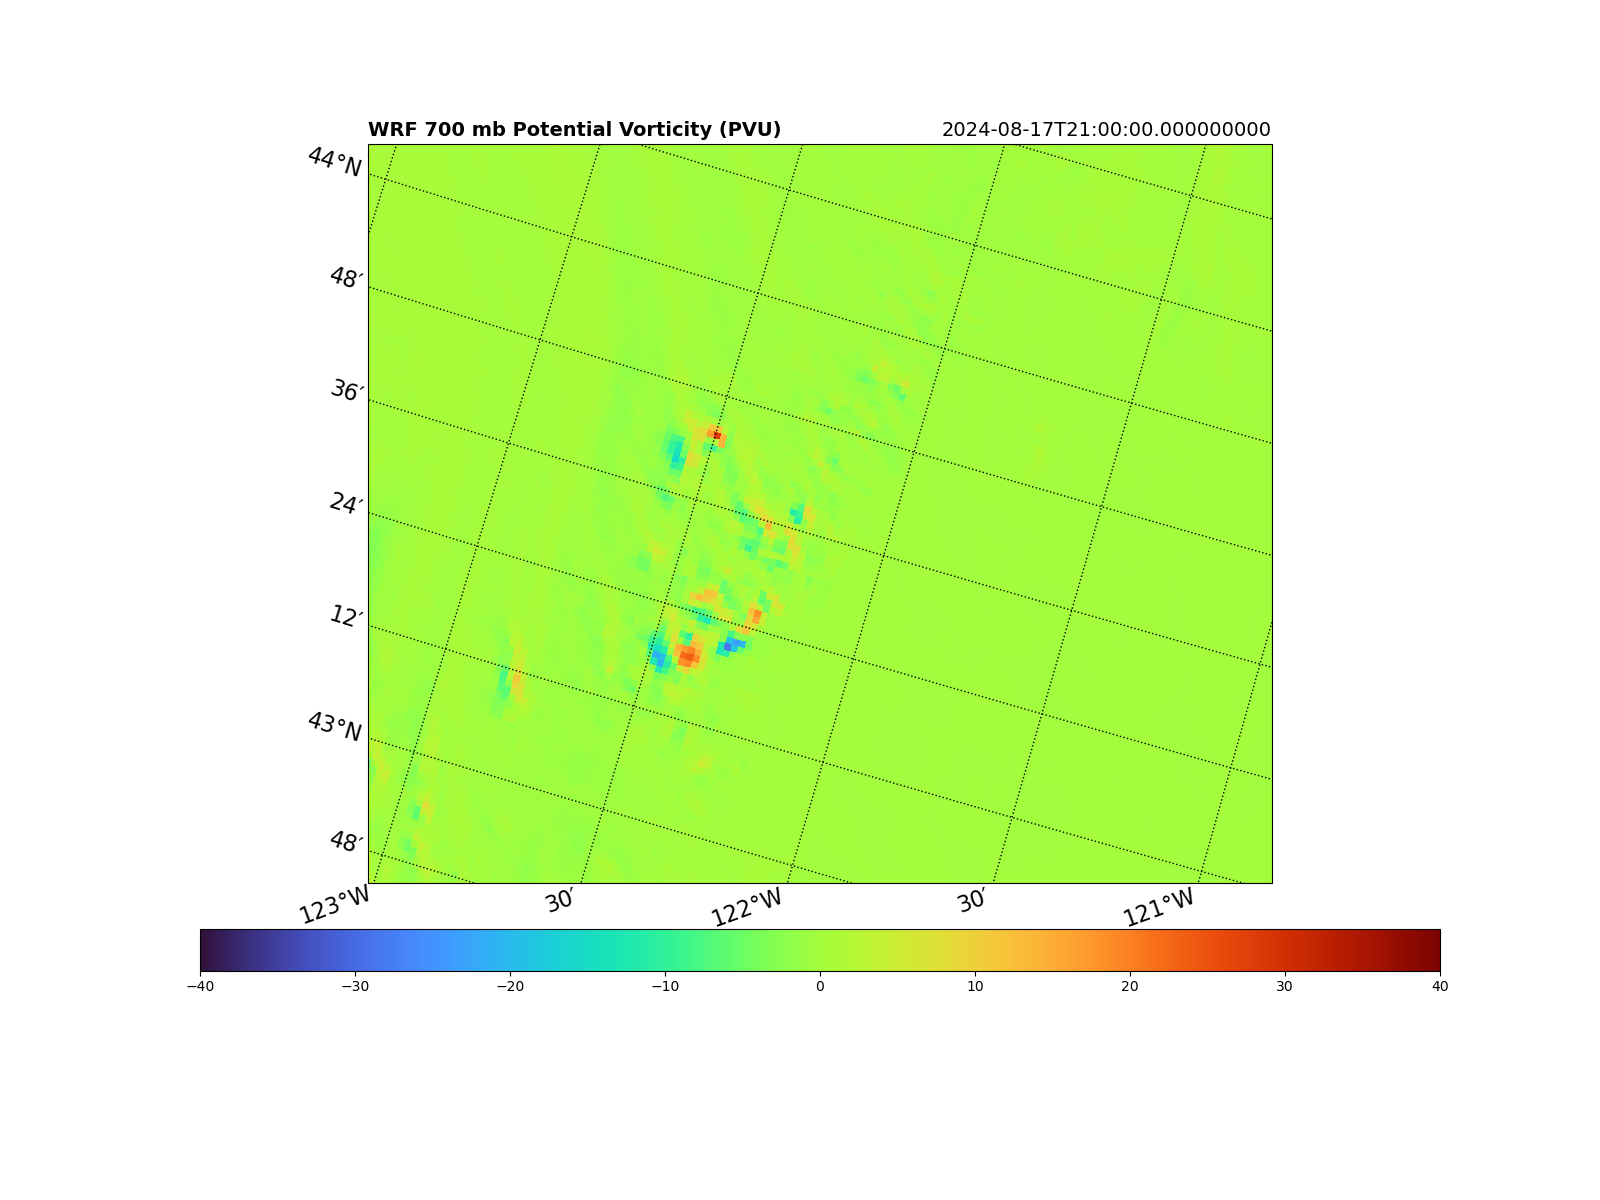 WRF 700 mb Potential Vorticity (PVU) 2024-08-17T21:00:00.000000000
44°N
48′
36′
24′
12′
43°N
48′
123°W 30′ 122°W 30′ 121°W
−40 −30 −20 −10 0 10 20 30 40